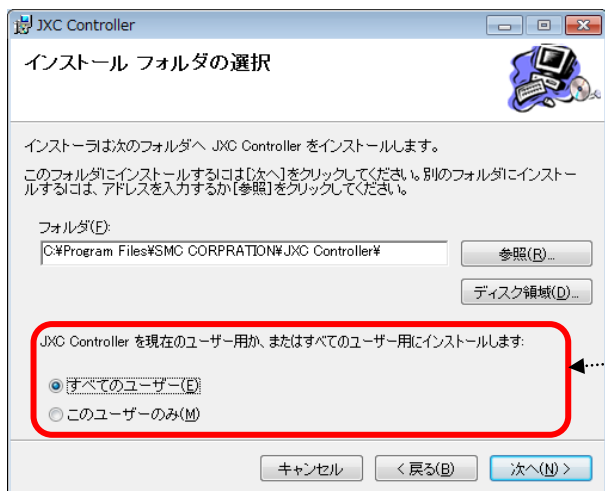 JXC Controller
インストール フォルダの選択
インストーラは次のフォルダへ JXC Controller をインストールします。
このフォルダにインストールするには[次へ]をクリックしてください。別のフォルダにインストー
ルするには、アドレスを入力するか[参照]をクリックしてください。
フォルダ(F):
C:¥Program Files¥SMC CORPRATION¥JXC Controller¥
参照(R)...
ディスク領域(D)...
JXC Controller を現在のユーザー用か、またはすべてのユーザー用にインストールします:
すべてのユーザー(E)
このユーザーのみ(M)
キャンセル
< 戻る(B)
次へ(N) >